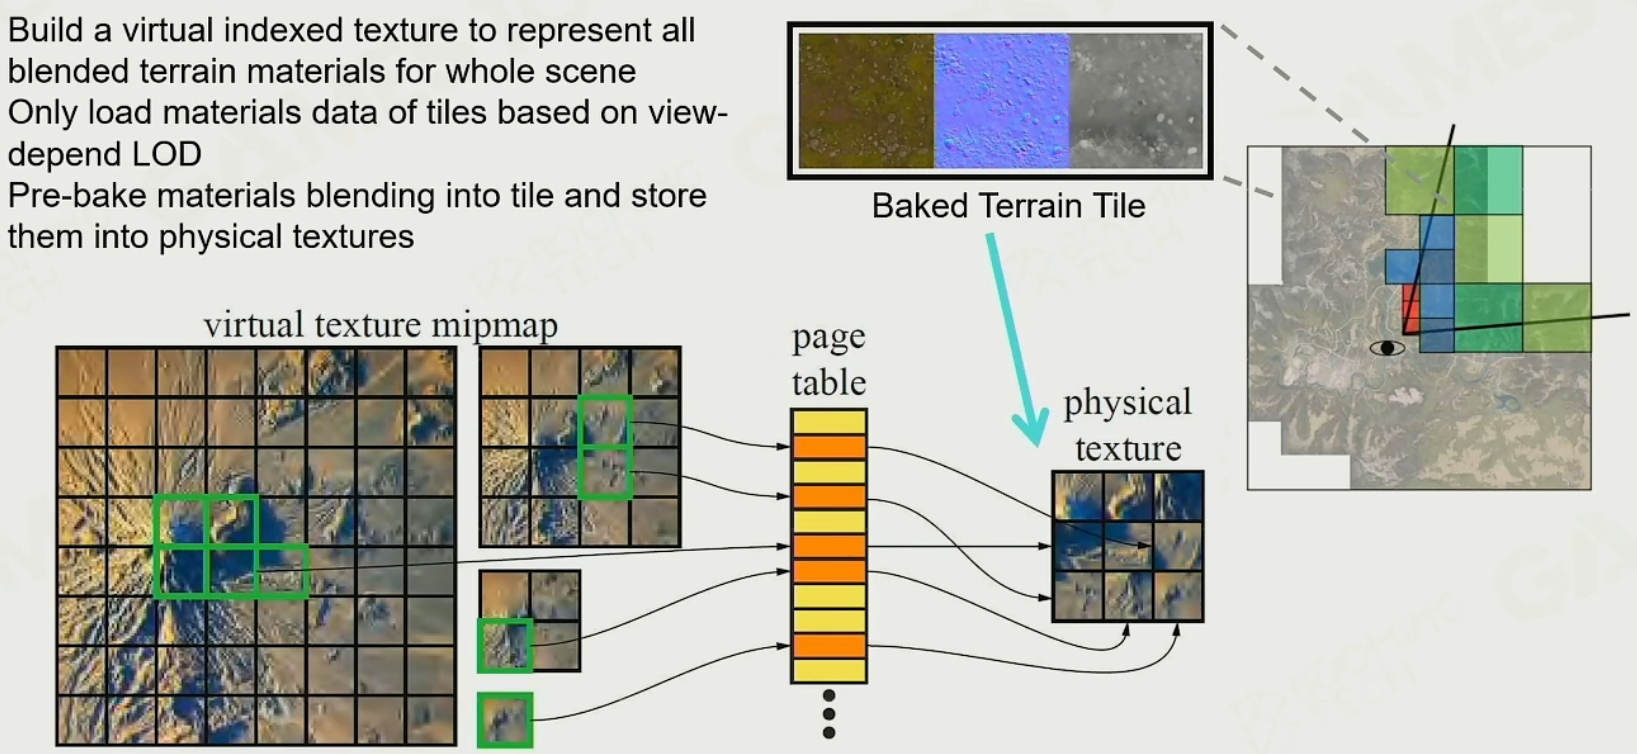 Build a virtual indexed texture to represent all
blended terrain materials for whole scene
Only load materials data of tiles based on view-
depend LOD
Pre-bake materials blending into tile and store
them into physical textures
Baked Terrain Tile
virtual texture mipmap
page
table
physical
texture